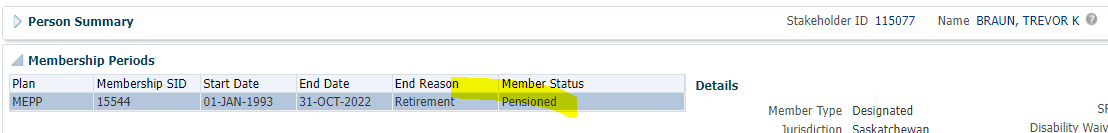 Person Summary Stakeholder ID 115077 Name BRAUN, TREVOR K
Membership Periods
Plan Membership SID Start Date End Date End Reason Member Status
MEPP 15544 01-JAN-1993 31-OCT-2022 Retirement Pensioned
Details
Member Type Designated SF
Jurisdiction Saskatchewan Disability Waiv